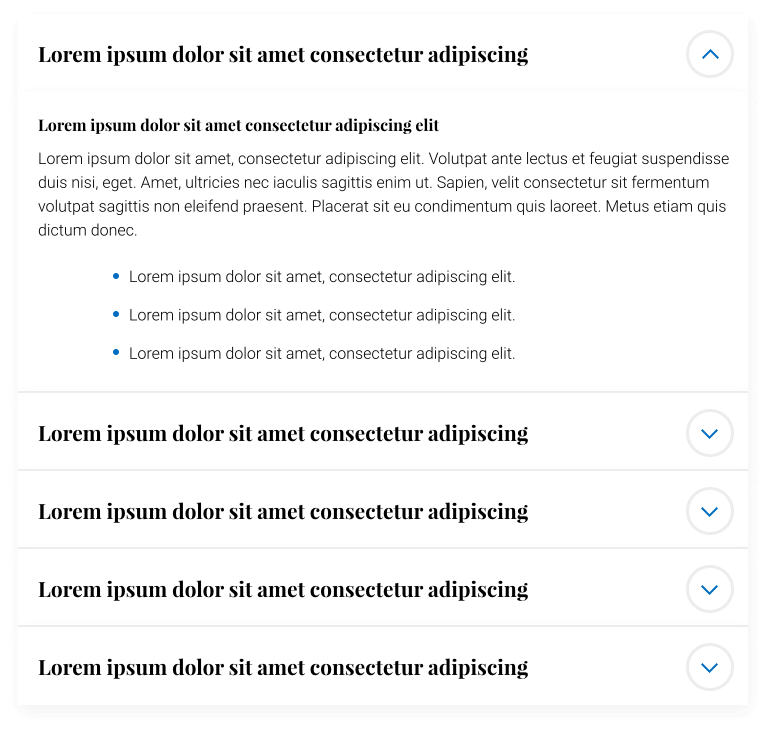 Lorem ipsum dolor sit amet consectetur adipiscing
Lorem ipsum dolor sit amet consectetur adipiscing elit
Lorem ipsum dolor sit amet, consectetur adipiscing elit. Volutpat ante lectus et feugiat suspendisse
duis nisi, eget. Amet, ultricies nec iaculis sagittis enim ut. Sapien, velit consectetur sit fermentum
volutpat sagittis non eleifend praesent. Placerat sit eu condimentum quis laoreet. Metus etiam quis
dictum donec.
Lorem ipsum dolor sit amet, consectetur adipiscing elit.
Lorem ipsum dolor sit amet, consectetur adipiscing elit.
Lorem ipsum dolor sit amet, consectetur adipiscing elit.
Lorem ipsum dolor sit amet consectetur adipiscing
Lorem ipsum dolor sit amet consectetur adipiscing
Lorem ipsum dolor sit amet consectetur adipiscing
Lorem ipsum dolor sit amet consectetur adipiscing